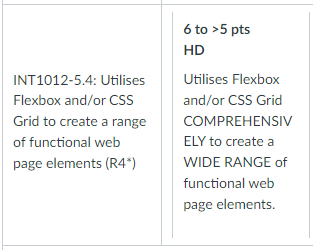 INT1012-5.4: Utilises
Flexbox and/or CSS
Grid to create a range
of functional web
page elements (R4*)
6 to >5 pts
HD
Utilises Flexbox
and/or CSS Grid
COMPREHENSIV
ELY to create a
WIDE RANGE of
functional web
page elements.